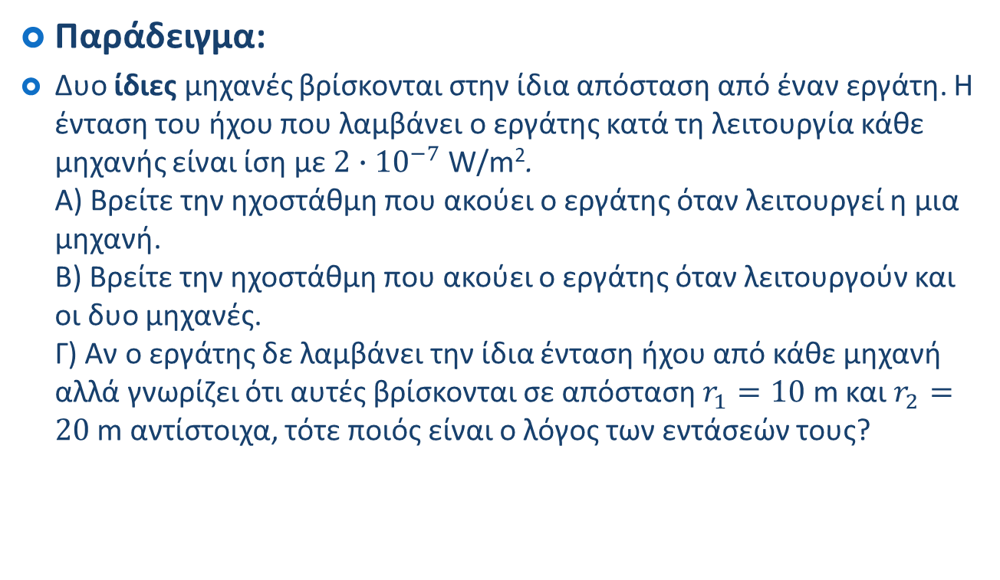 Παράδειγμα:
Δυο ίδιες μηχανές βρίσκονται στην ίδια απόσταση από έναν εργάτη. Η
ένταση του ήχου που λαμβάνει ο εργάτης κατά τη λειτουργία κάθε
μηχανής είναι ίση με 2 · 10⁻⁷ W/m².
Α) Βρείτε την ηχοστάθμη που ακούει ο εργάτης όταν λειτουργεί η μια
μηχανή.
Β) Βρείτε την ηχοστάθμη που ακούει ο εργάτης όταν λειτουργούν και
οι δυο μηχανές.
Γ) Αν ο εργάτης δε λαμβάνει την ίδια ένταση ήχου από κάθε μηχανή
αλλά γνωρίζει ότι αυτές βρίσκονται σε απόσταση r₁ = 10 m και r₂ =
20 m αντίστοιχα, τότε ποιός είναι ο λόγος των εντάσεών τους?